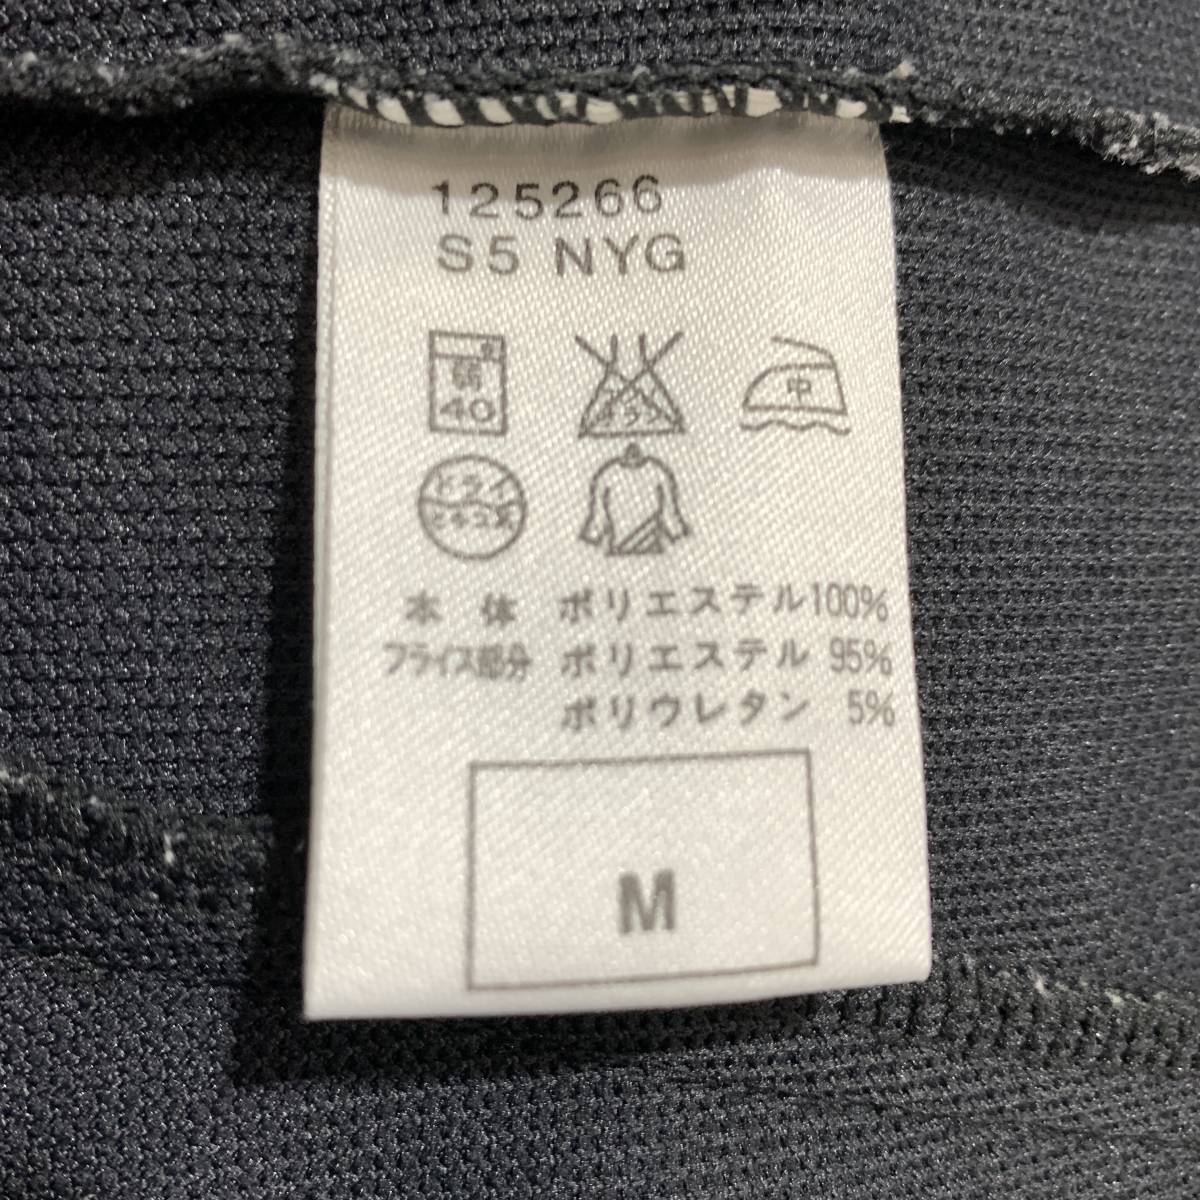 125266
S5 NYG
弱
40
中
ドライ
本 体 ポリエステル100%
フライス部分 ポリエステル 95%
ポリウレタン 5%
M